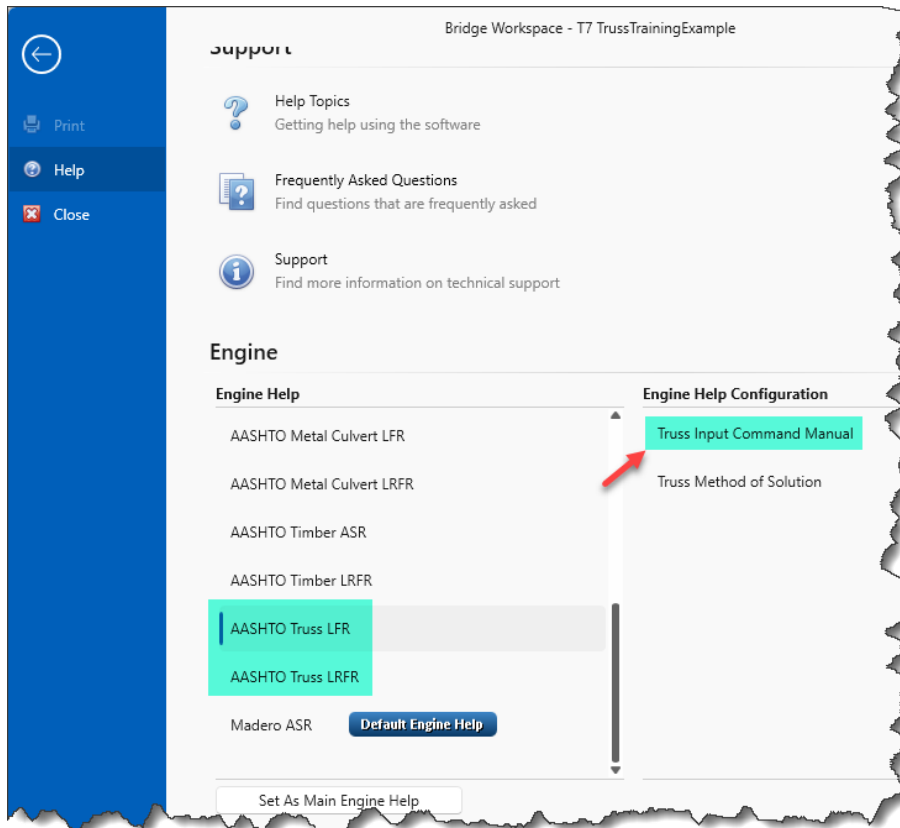 Bridge Workspace - T7 TrussTrainingExample
Support
Print
Help
Close
Help Topics
Getting help using the software
Frequently Asked Questions
Find questions that are frequently asked
Support
Find more information on technical support
Engine
Engine Help
AASHTO Metal Culvert LFR
AASHTO Metal Culvert LRFR
AASHTO Timber ASR
AASHTO Timber LRFR
AASHTO Truss LFR
AASHTO Truss LRFR
Madero ASR Default Engine Help
Set As Main Engine Help
Engine Help Configuration
Truss Input Command Manual
Truss Method of Solution